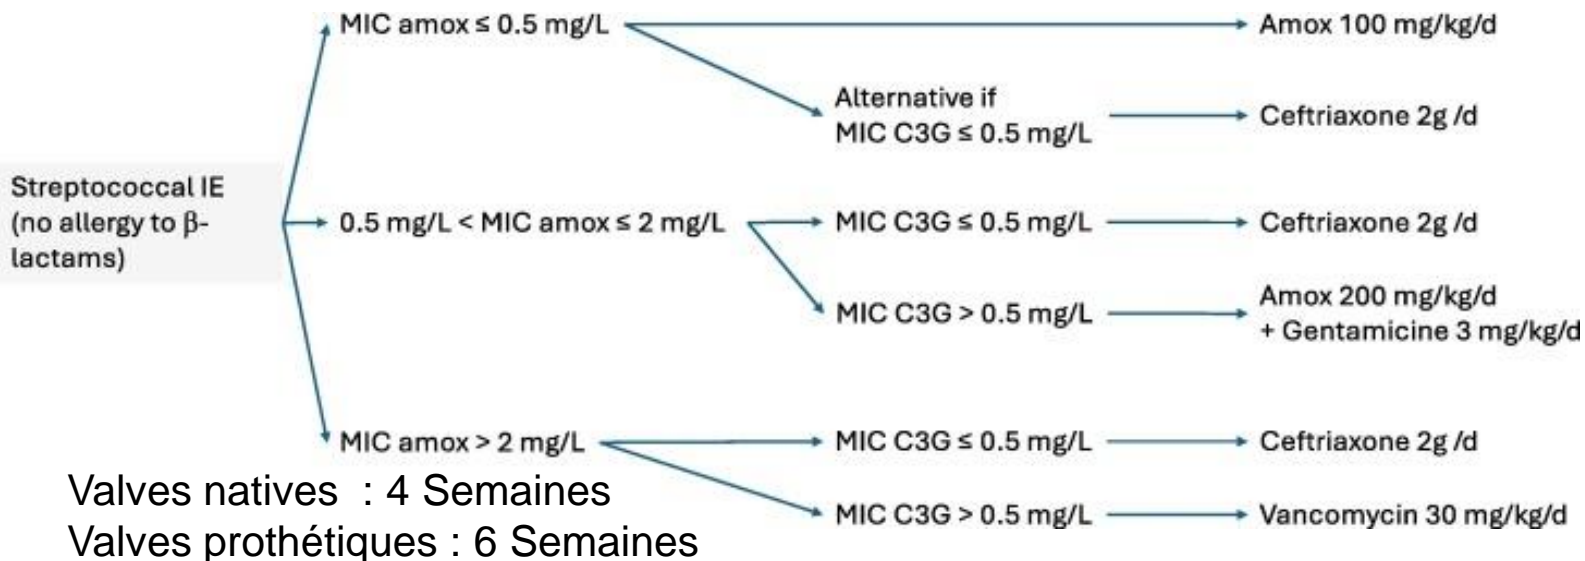 MIC amox ≤ 0.5 mg/L
Amox 100 mg/kg/d
Alternative if
MIC C3G ≤ 0.5 mg/L
Ceftriaxone 2g /d
Streptococcal IE
(no allergy to β-
lactams)
0.5 mg/L < MIC amox ≤ 2 mg/L
MIC C3G ≤ 0.5 mg/L
Ceftriaxone 2g /d
MIC C3G > 0.5 mg/L
Amox 200 mg/kg/d
+ Gentamicine 3 mg/kg/d
MIC amox > 2 mg/L
MIC C3G ≤ 0.5 mg/L
Ceftriaxone 2g /d
MIC C3G > 0.5 mg/L
Vancomycin 30 mg/kg/d
Valves natives : 4 Semaines
Valves prothétiques : 6 Semaines